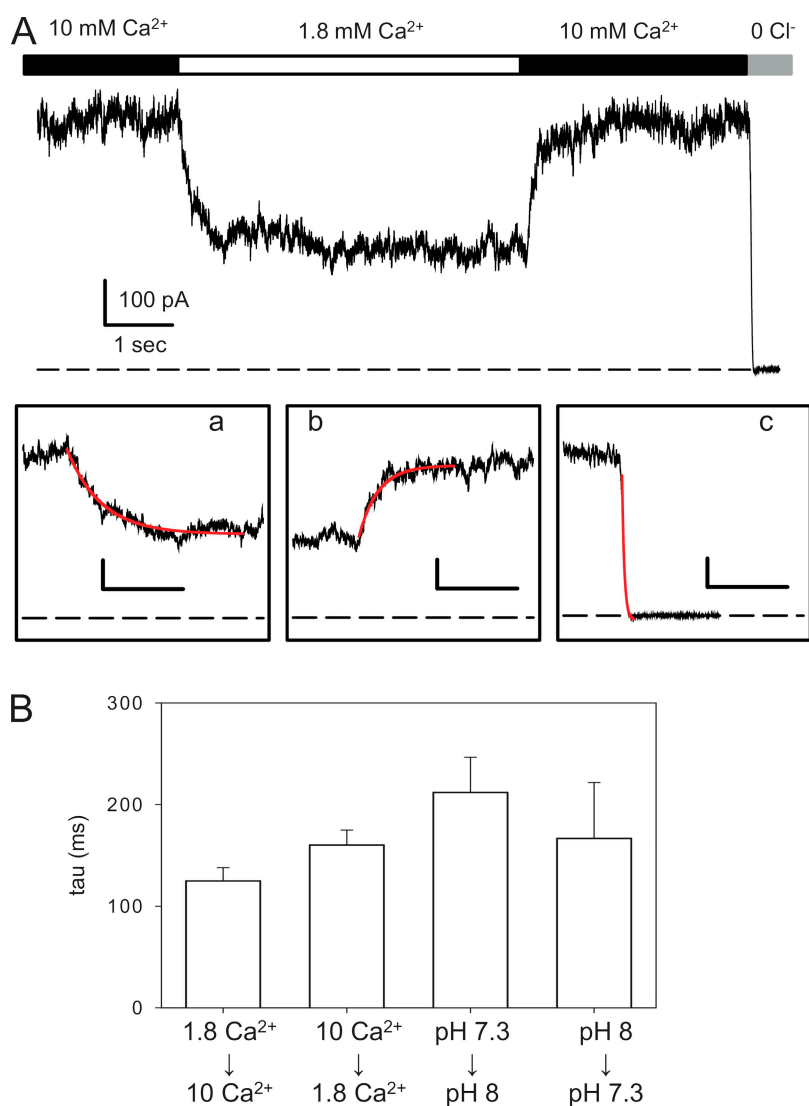 A
10 mM Ca²⁺ 1.8 mM Ca²⁺ 10 mM Ca²⁺ 0 Cl⁻
100 pA
1 sec
a b c
B
300
200
100
0
tau (ms)
1.8 Ca²⁺ 10 Ca²⁺ pH 7.3 pH 8
↓ ↓ ↓ ↓
10 Ca²⁺ 1.8 Ca²⁺ pH 8 pH 7.3